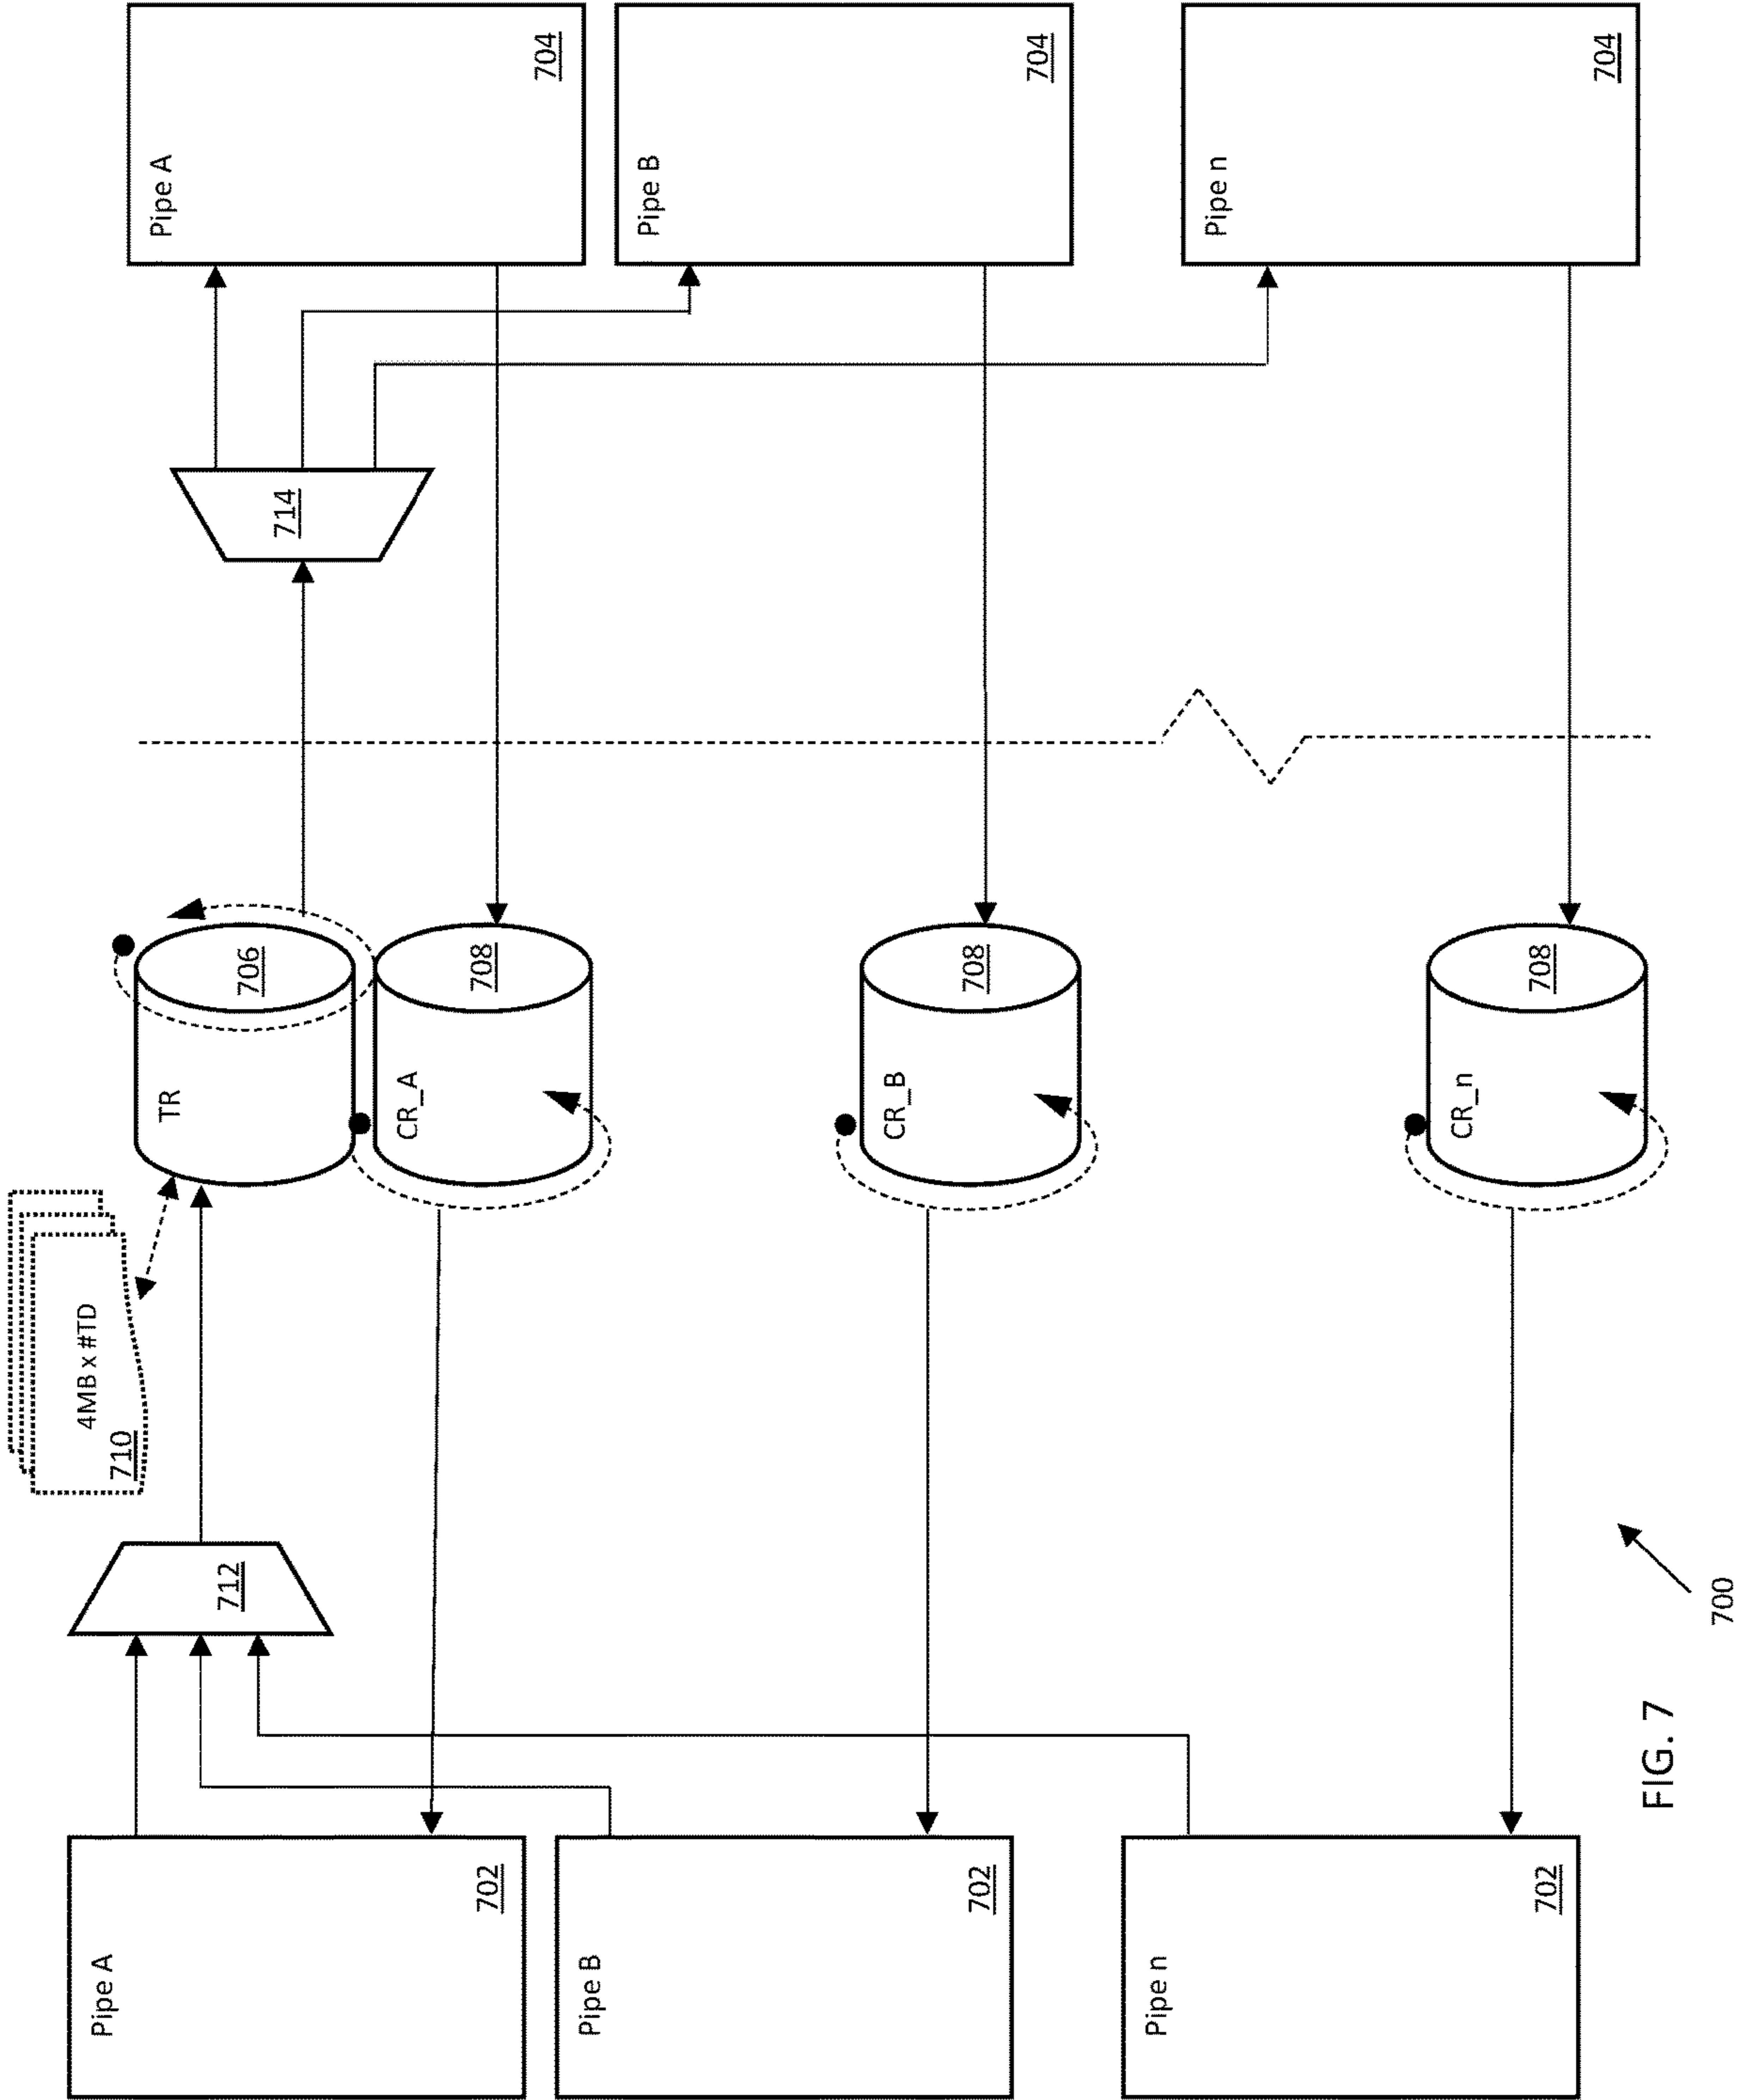 Pipe A
702
Pipe B
702
Pipe n
702
712
4MB x #TD
710
TR
706
CR_A
708
CR_B
708
CR_n
708
714
Pipe A
704
Pipe B
704
Pipe n
704
FIG. 7
700